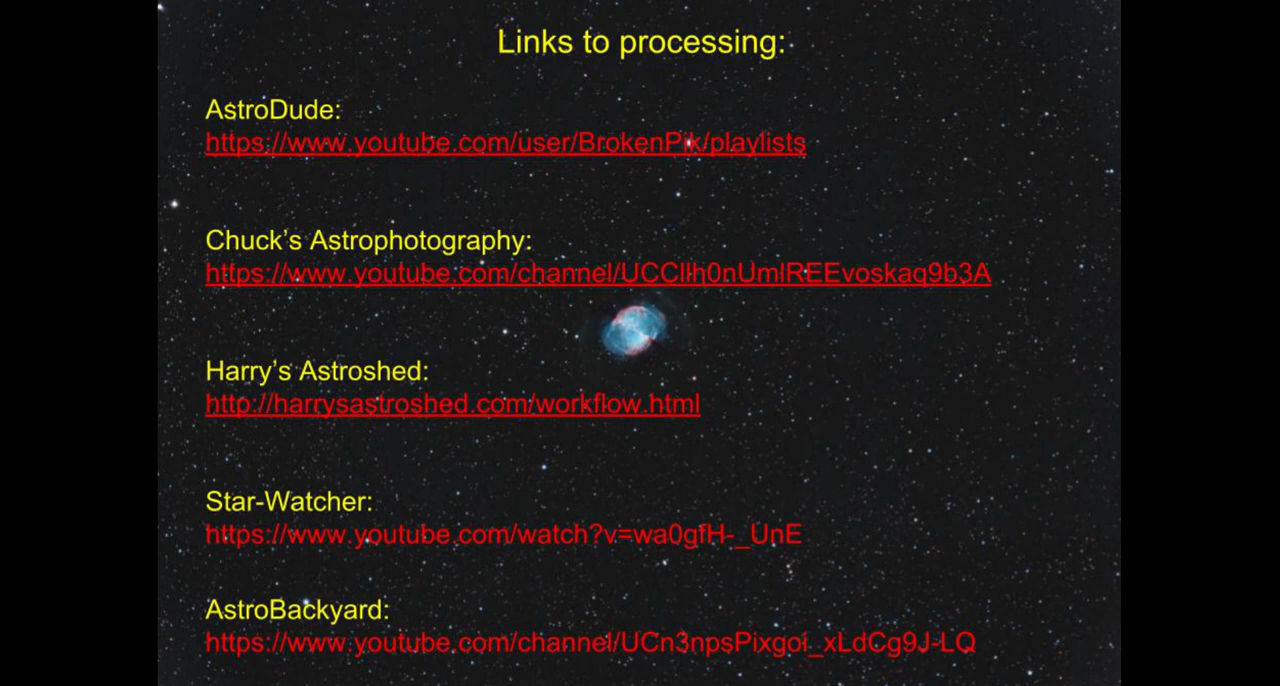 Links to processing:
AstroDude:
https://www.youtube.com/user/BrokenPik/playlists
Chuck’s Astrophotography:
https://www.youtube.com/channel/UCCllh0nUmlREEvoskaq9b3A
Harry’s Astroshed:
http://harrysastroshed.com/workflow.html
Star-Watcher:
https://www.youtube.com/watch?v=wa0gfH-_UnE
AstroBackyard:
https://www.youtube.com/channel/UCn3npsPixgoi_xLdCg9J-LQ